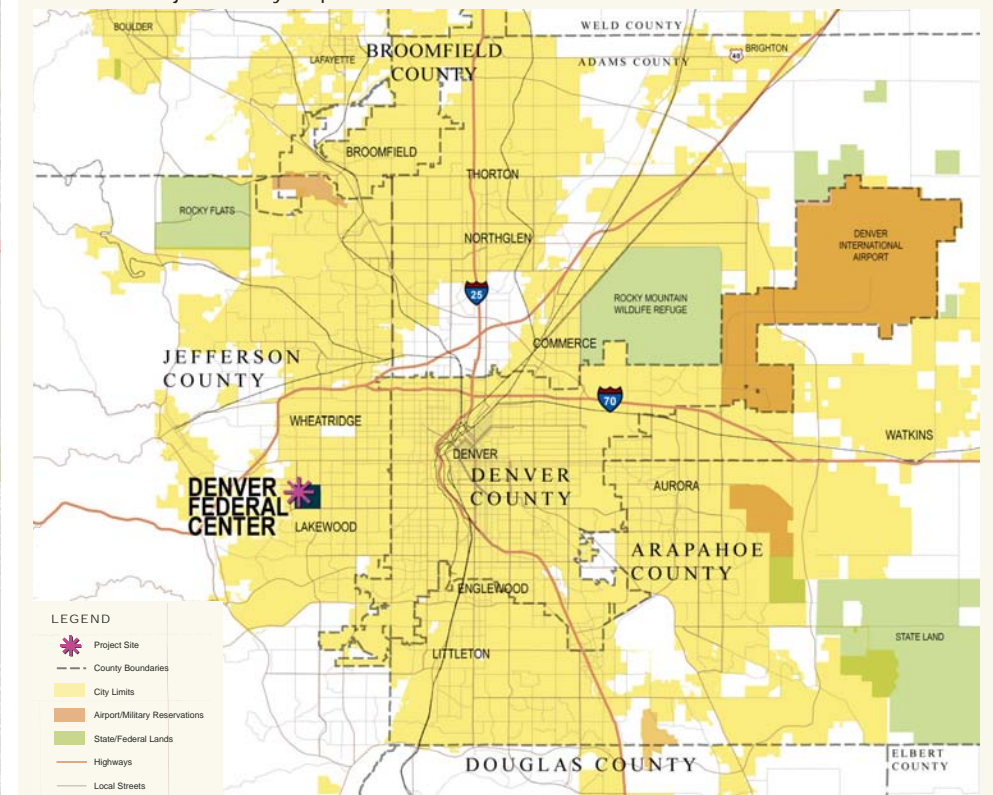 WELD COUNTY
BOULDER
BROOMFIELD
COUNTY
LAFAYETTE
ADAMS COUNTY
BRIGHTON
BROOMFIELD
THORTON
ROCKY FLATS
NORTHGLEN
DENVER
INTERNATIONAL
AIRPORT
25
ROCKY MOUNTAIN
WILDLIFE REFUGE
COMMERCE
JEFFERSON
COUNTY
70
WHEATRIDGE
WATKINS
DENVER
DENVER
COUNTY
AURORA
DENVER
FEDERAL
CENTER
LAKEWOOD
ARAPAHOE
COUNTY
ENGLEWOOD
STATE LAND
LITTLETON
LEGEND
Project Site
County Boundaries
City Limits
Airport/Military Reservations
State/Federal Lands
Highways
Local Streets
DOUGLAS COUNTY
ELBERT
COUNTY